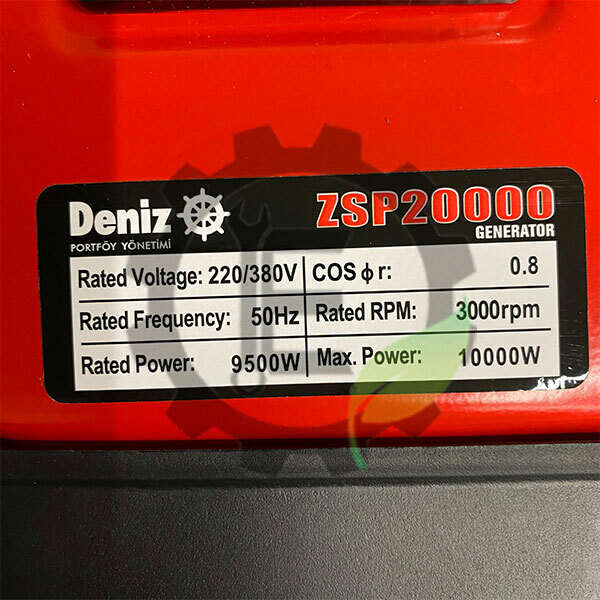 Deniz
PORTFÖY YÖNETİMİ
ZSP20000
GENERATOR
Rated Voltage: 220/380V
COS ϕ r: 0.8
Rated Frequency: 50Hz
Rated RPM: 3000rpm
Rated Power: 9500W
Max. Power: 10000W